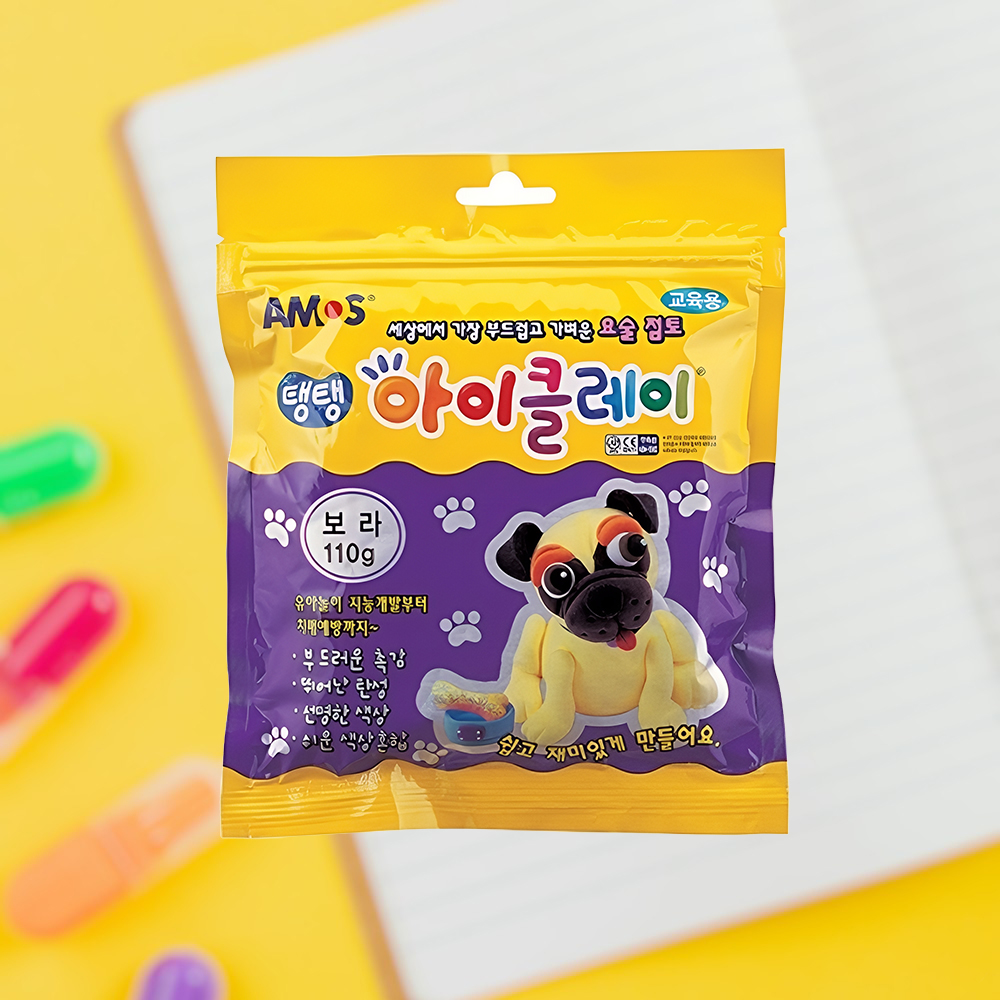 AMOS®
교육용
세상에서 가장 부드럽고 가벼운 요술 점토
탱탱
아이클레이®
CE
보라
110g
유아놀이 지능개발부터
치매예방까지~
· 부드러운 촉감
· 뛰어난 탄성
· 선명한 색상
· 쉬운 색상혼합
쉽고 재미있게 만들어요.